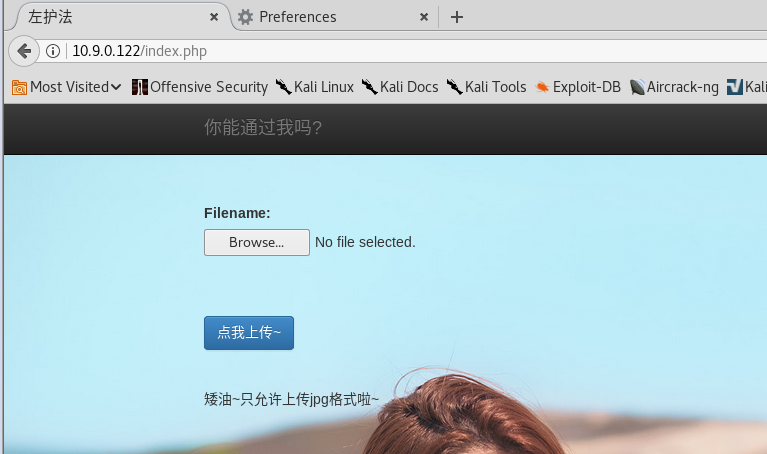 左护法 Preferences
10.9.0.122/index.php
Most Visited Offensive Security Kali Linux Kali Docs Kali Tools Exploit-DB Aircrack-ng Kal
你能通过我吗?
Filename:
Browse... No file selected.
点我上传~
矮油~只允许上传jpg格式啦~